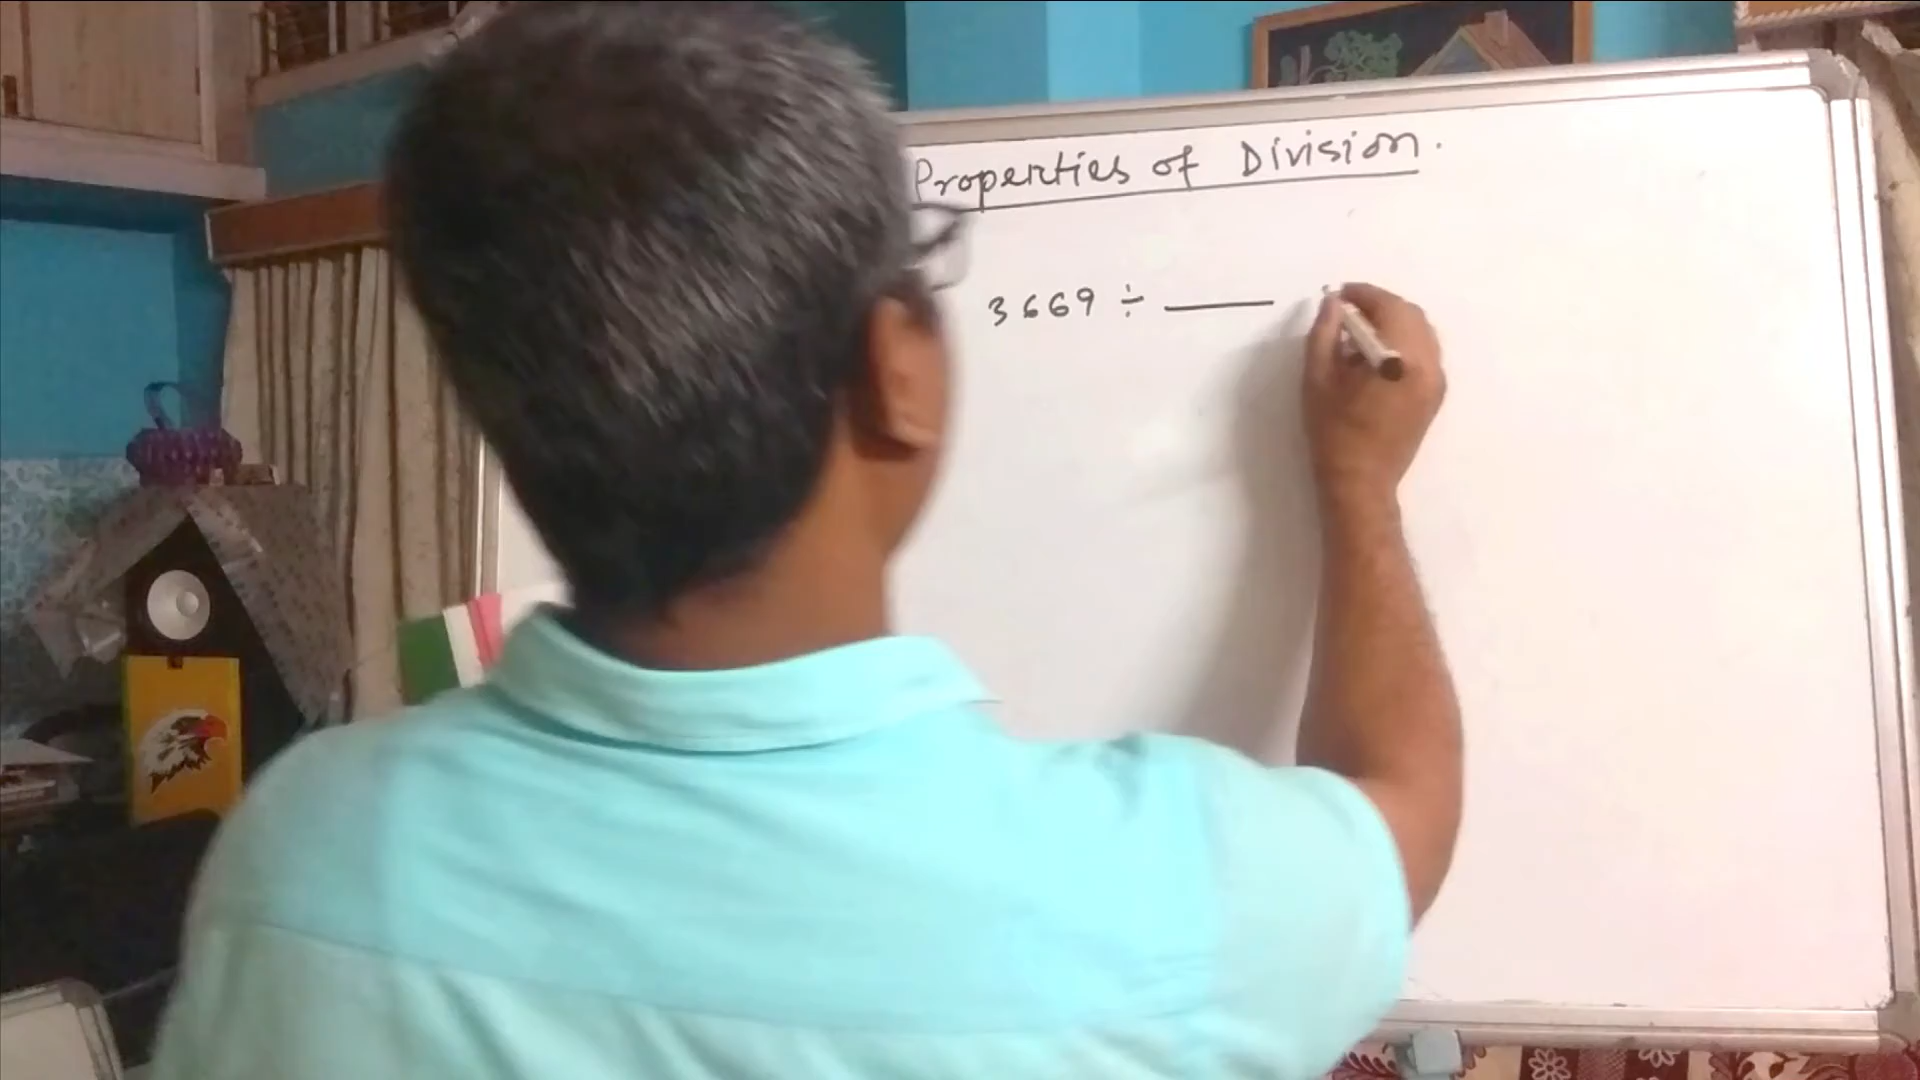 Properties of Division.
3669 ÷ ____